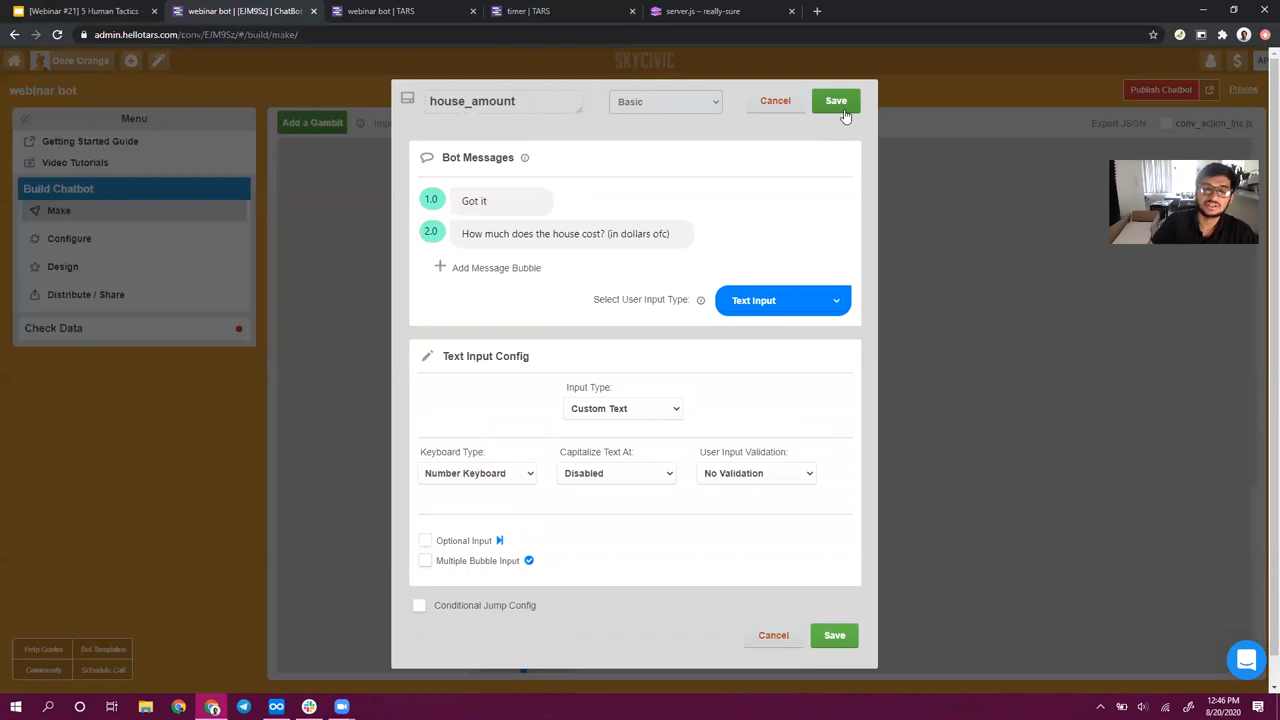 Webinar #21] 5 Human Tactics
webinar bot | [EJM9Sz] | ChatBot
webinar bot | TARS
timer | TARS
server.js – really-sure
admin.hellotars.com/conv/EJM9Sz/#/build/make/
Dore Orange
SKYCIVIC
AP
webinar bot
Publish Chatbot
Preview
Menu
Getting Started Guide
Video Tutorials
Build Chatbot
Make
Configure
Design
Distribute / Share
Check Data
Help Center
Bot Templates
Community
Schedule Call
Add a Gambit
Export JSON
conv_action_fns.js
house_amount
Basic
Cancel
Save
Bot Messages
1.0
Got it
2.0
How much does the house cost? (in dollars ofc)
Add Message Bubble
Select User Input Type:
Text Input
Text Input Config
Input Type:
Custom Text
Keyboard Type:
Capitalize Text At:
User Input Validation:
Number Keyboard
Disabled
No Validation
Optional Input
Multiple Bubble Input
Conditional Jump Config
Cancel
Save
12:46 PM
8/20/2020